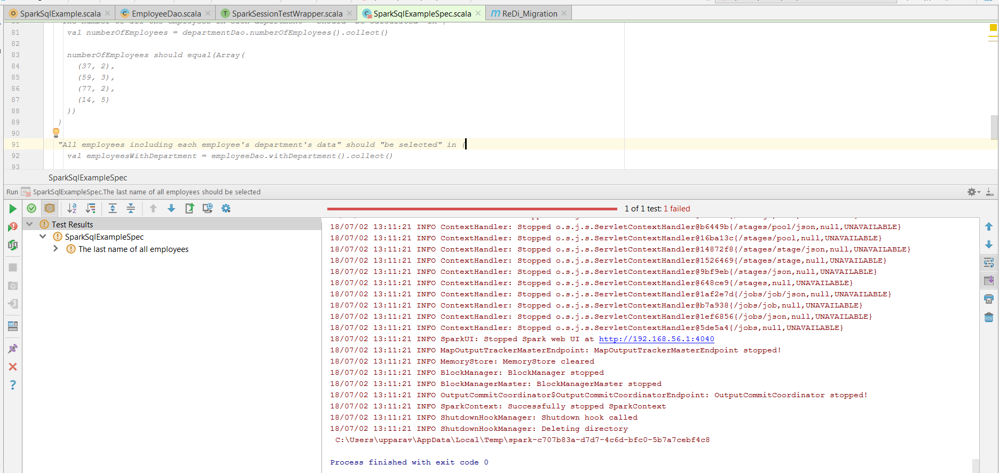 SparkSqlExample.scala
EmployeeDao.scala
SparkSessionTestWrapper.scala
SparkSqlExampleSpec.scala
ReDi_Migration
80 "The number of all the employees in each department" should "be calculated" in {
81 val numberOfEmployees = departmentDao.numberOfEmployees().collect()
82
83 numberOfEmployees should equal(Array(
84 (37, 2),
85 (59, 3),
86 (77, 2),
87 (14, 5)
88 ))
89 }
90
91 "All employees including each employee's department's data" should "be selected" in {
92 val employeesWithDepartment = employeeDao.withDepartment().collect()
93
SparkSqlExampleSpec
Run SparkSqlExampleSpec.The last name of all employees should be selected
1 of 1 test: 1 failed
Test Results
SparkSqlExampleSpec
The last name of all employees
18/07/02 13:11:21 INFO ContextHandler: Stopped o.s.j.s.ServletContextHandler@b6449b{/stages/pool/json,null,UNAVAILABLE}
18/07/02 13:11:21 INFO ContextHandler: Stopped o.s.j.s.ServletContextHandler@16ba13c{/stages/pool,null,UNAVAILABLE}
18/07/02 13:11:21 INFO ContextHandler: Stopped o.s.j.s.ServletContextHandler@14872f8{/stages/stage/json,null,UNAVAILABLE}
18/07/02 13:11:21 INFO ContextHandler: Stopped o.s.j.s.ServletContextHandler@1526469{/stages/stage,null,UNAVAILABLE}
18/07/02 13:11:21 INFO ContextHandler: Stopped o.s.j.s.ServletContextHandler@9bf9eb{/stages/json,null,UNAVAILABLE}
18/07/02 13:11:21 INFO ContextHandler: Stopped o.s.j.s.ServletContextHandler@648ce9{/stages,null,UNAVAILABLE}
18/07/02 13:11:21 INFO ContextHandler: Stopped o.s.j.s.ServletContextHandler@1af2e7d{/jobs/job/json,null,UNAVAILABLE}
18/07/02 13:11:21 INFO ContextHandler: Stopped o.s.j.s.ServletContextHandler@b7a938{/jobs/job,null,UNAVAILABLE}
18/07/02 13:11:21 INFO ContextHandler: Stopped o.s.j.s.ServletContextHandler@1ef6856{/jobs/json,null,UNAVAILABLE}
18/07/02 13:11:21 INFO ContextHandler: Stopped o.s.j.s.ServletContextHandler@5de5a4{/jobs,null,UNAVAILABLE}
18/07/02 13:11:21 INFO SparkUI: Stopped Spark web UI at http://192.168.56.1:4040
18/07/02 13:11:21 INFO MapOutputTrackerMasterEndpoint: MapOutputTrackerMasterEndpoint stopped!
18/07/02 13:11:21 INFO MemoryStore: MemoryStore cleared
18/07/02 13:11:21 INFO BlockManager: BlockManager stopped
18/07/02 13:11:21 INFO BlockManagerMaster: BlockManagerMaster stopped
18/07/02 13:11:21 INFO OutputCommitCoordinator$OutputCommitCoordinatorEndpoint: OutputCommitCoordinator stopped!
18/07/02 13:11:21 INFO SparkContext: Successfully stopped SparkContext
18/07/02 13:11:21 INFO ShutdownHookManager: Shutdown hook called
18/07/02 13:11:21 INFO ShutdownHookManager: Deleting directory
C:\Users\upparav\AppData\Local\Temp\spark-c707b83a-d7d7-4c6d-bfc0-5b7a7cebf4c8
Process finished with exit code 0